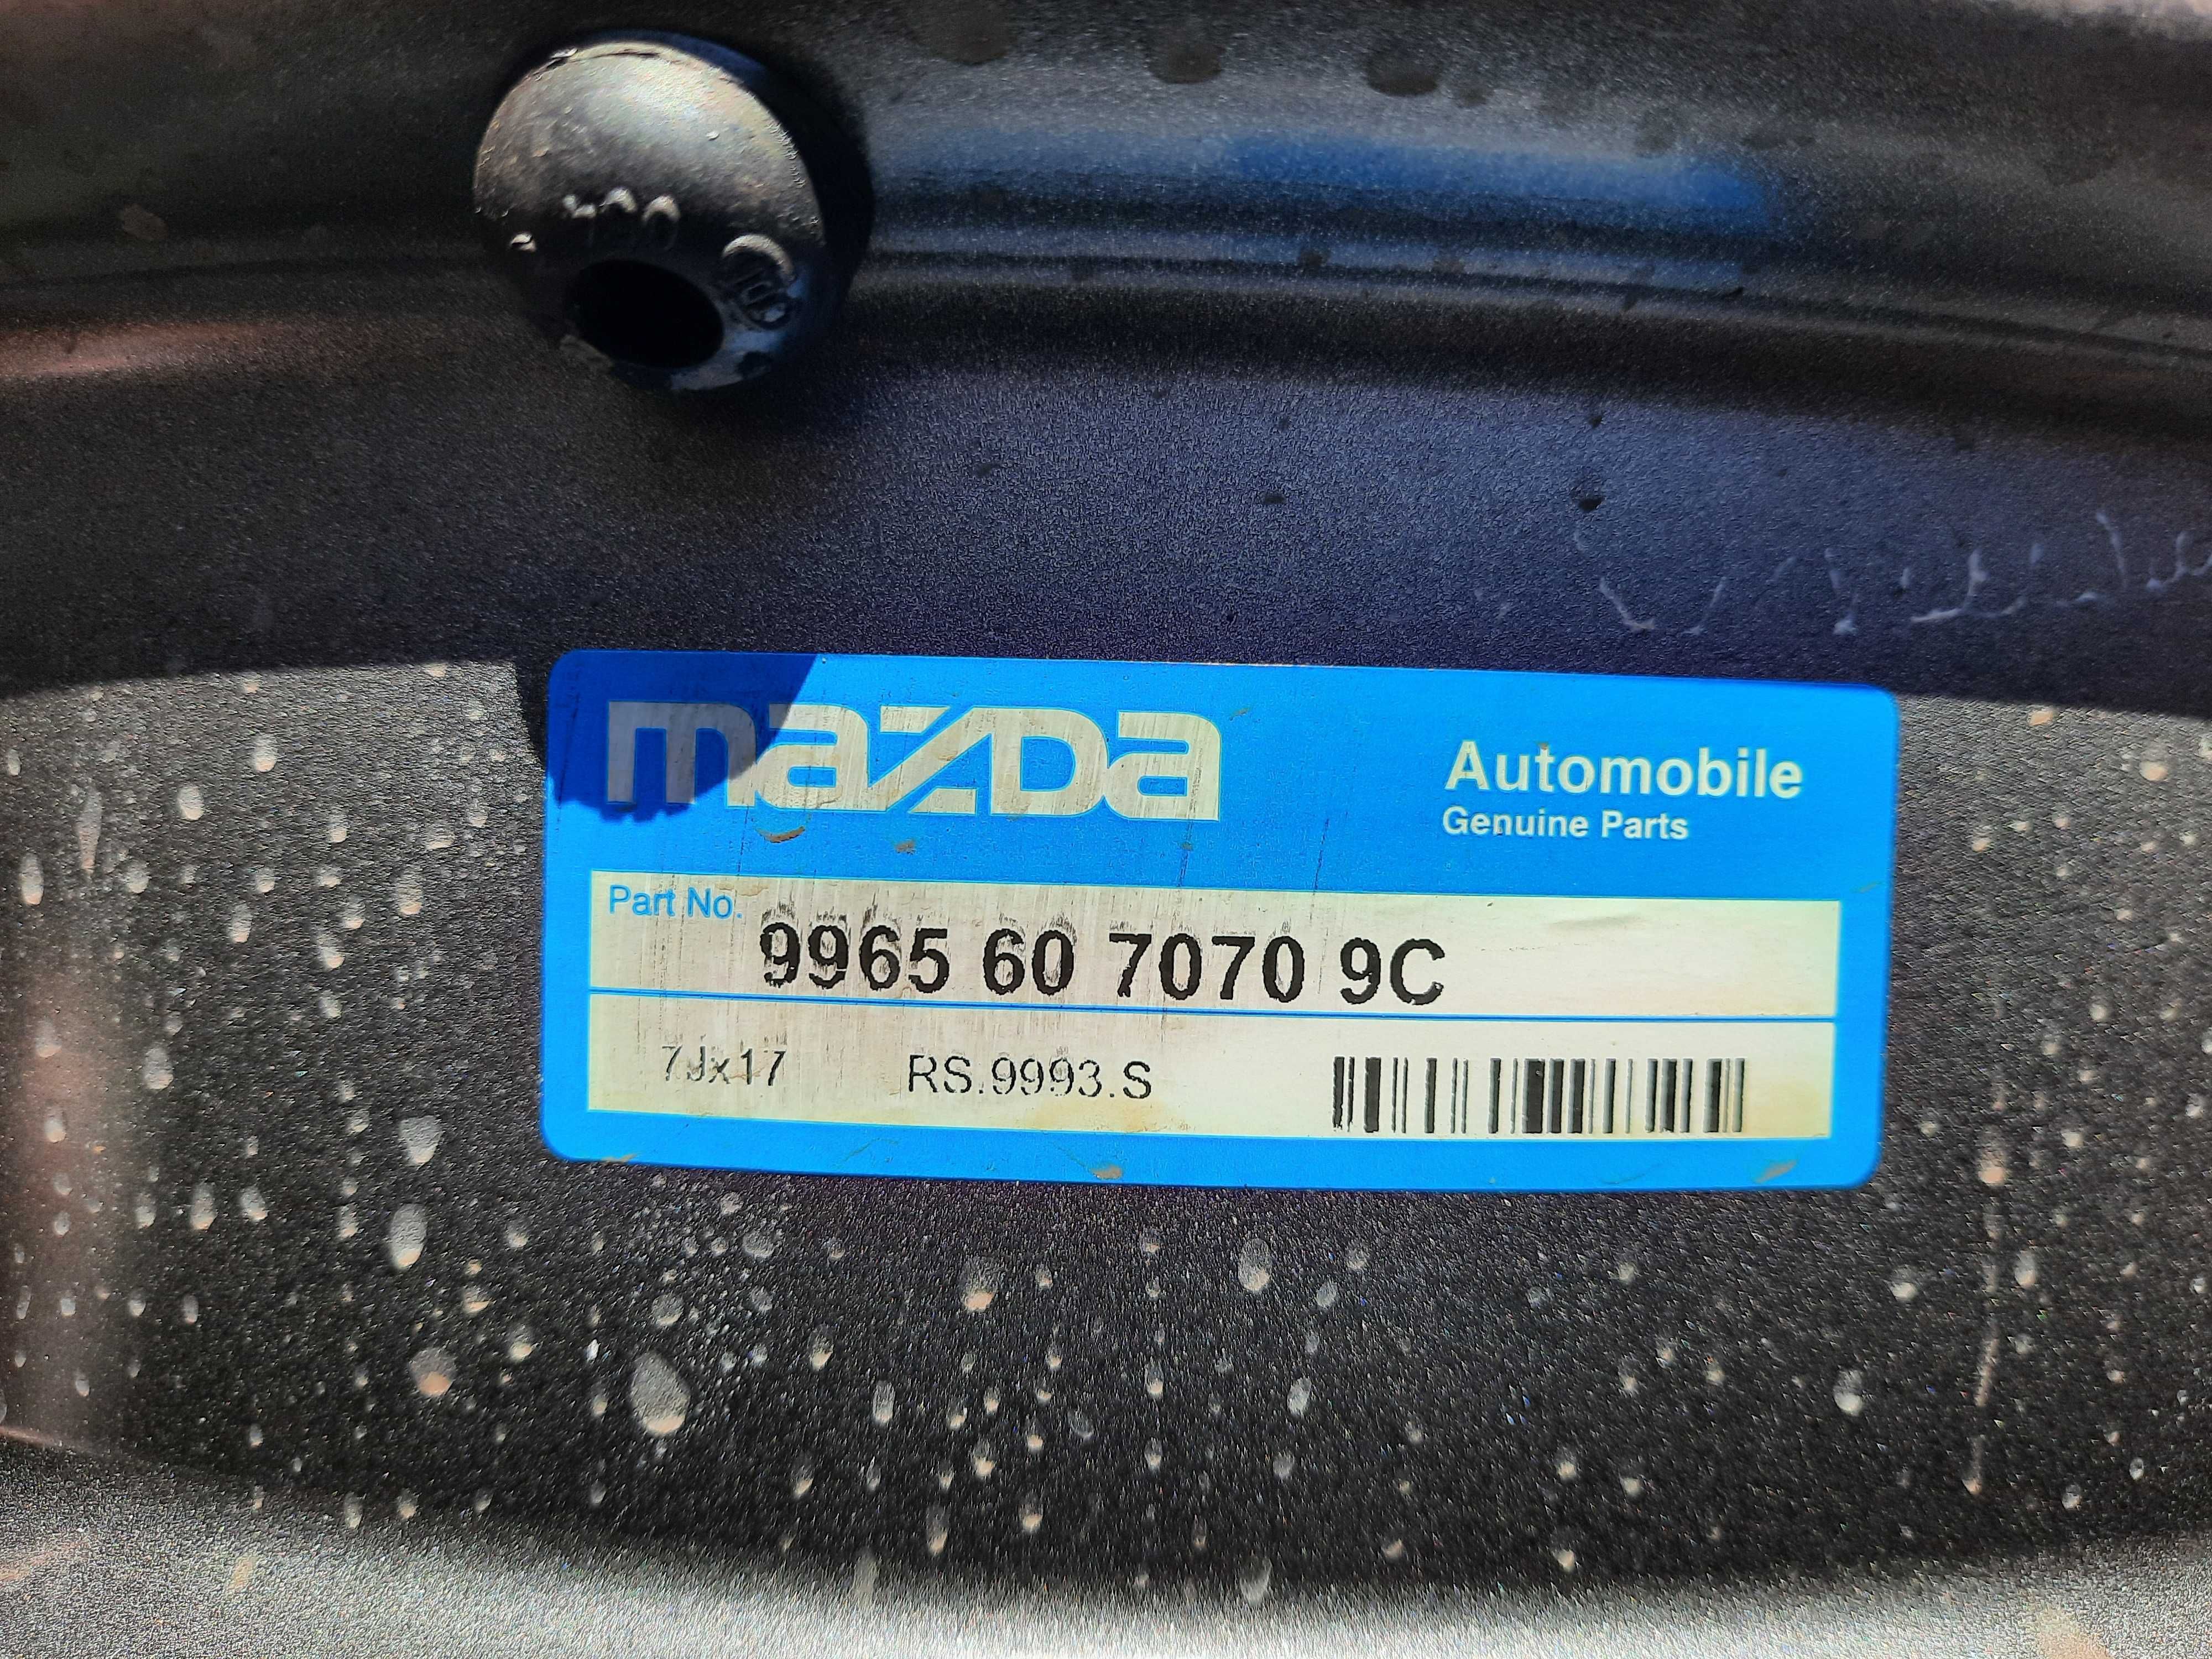 mazDa
Automobile
Genuine Parts
Part No.
9965 60 7070 9C
7Jx17 RS.9993.S